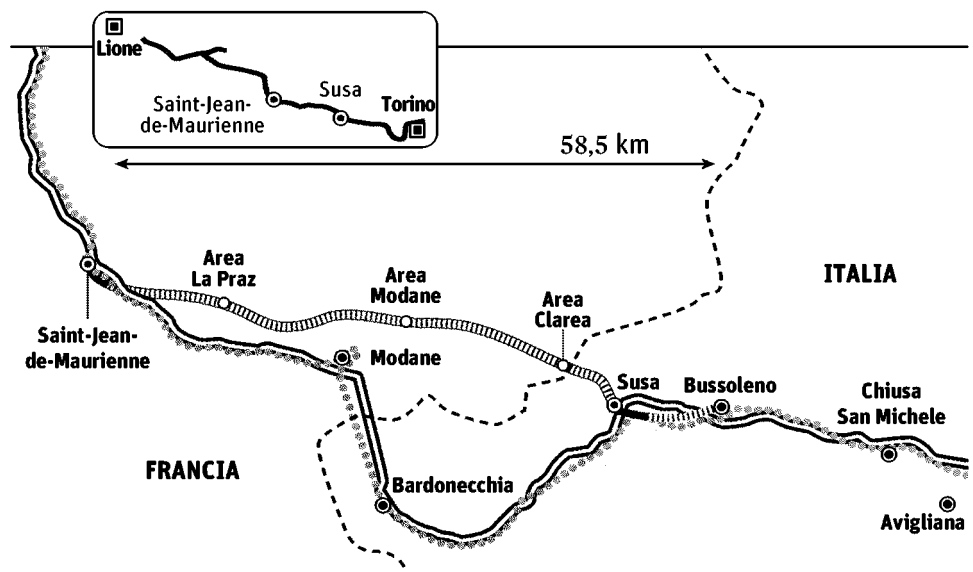 Lione
Susa
Saint-Jean-
de-Maurienne
Torino
58,5 km
Area
La Praz
Area
Modane
Area
Clarea
ITALIA
Saint-Jean-
de-Maurienne
Modane
Susa
Bussoleno
Chiusa
San Michele
FRANCIA
Bardonecchia
Avigliana